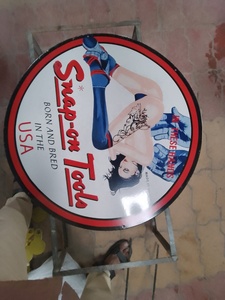 Snap-on Tools
BORN AND BRED
IN THE
USA